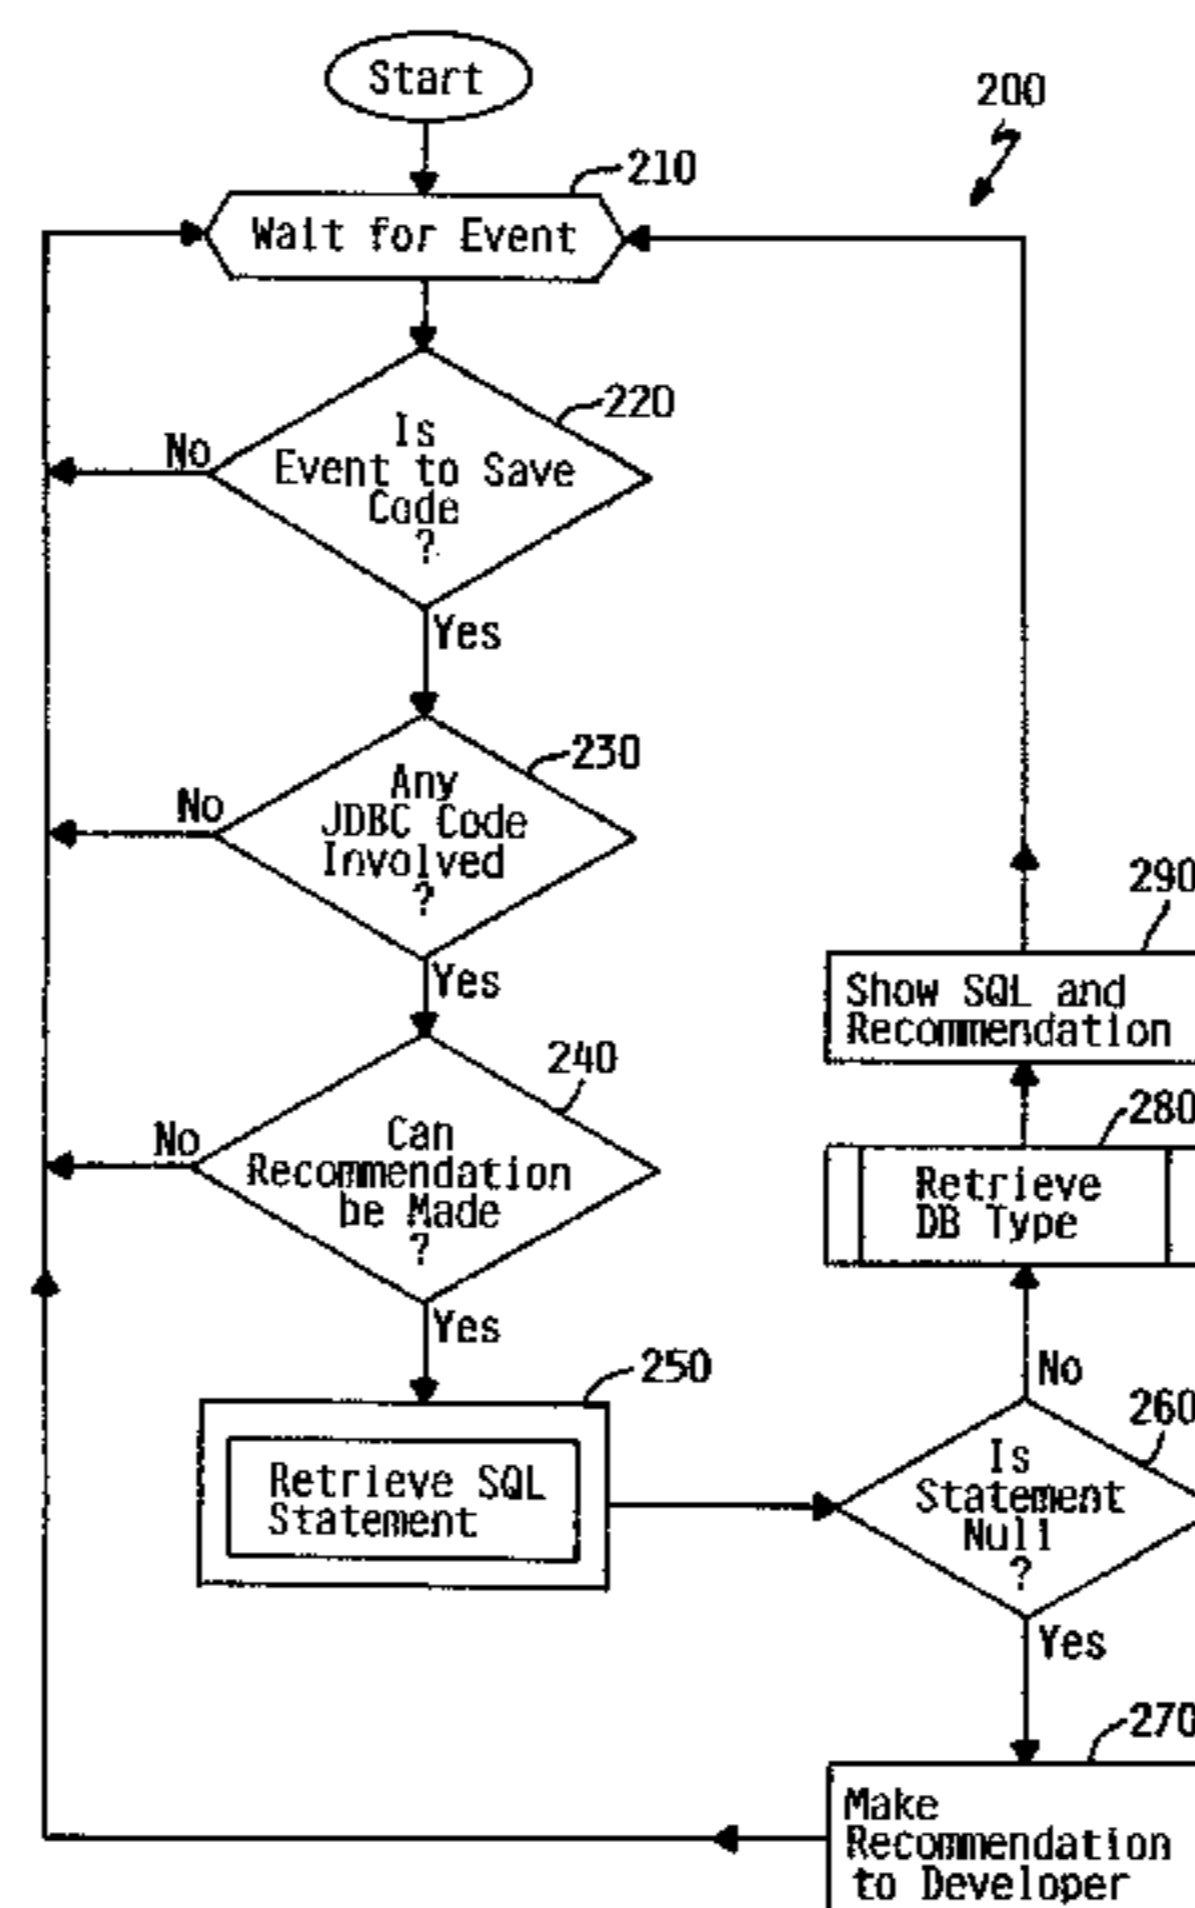 Start
200
210
Wait for Event
220
Is
Event to Save
Code
?
No
Yes
230
Any
JDBC Code
Involved
?
No
Yes
240
Can
Recommendation
be Made
?
No
Yes
250
Retrieve SQL
Statement
290
Show SQL and
Recommendation
280
Retrieve
DB Type
No
260
Is
Statement
Null
?
Yes
270
Make
Recommendation
to Developer